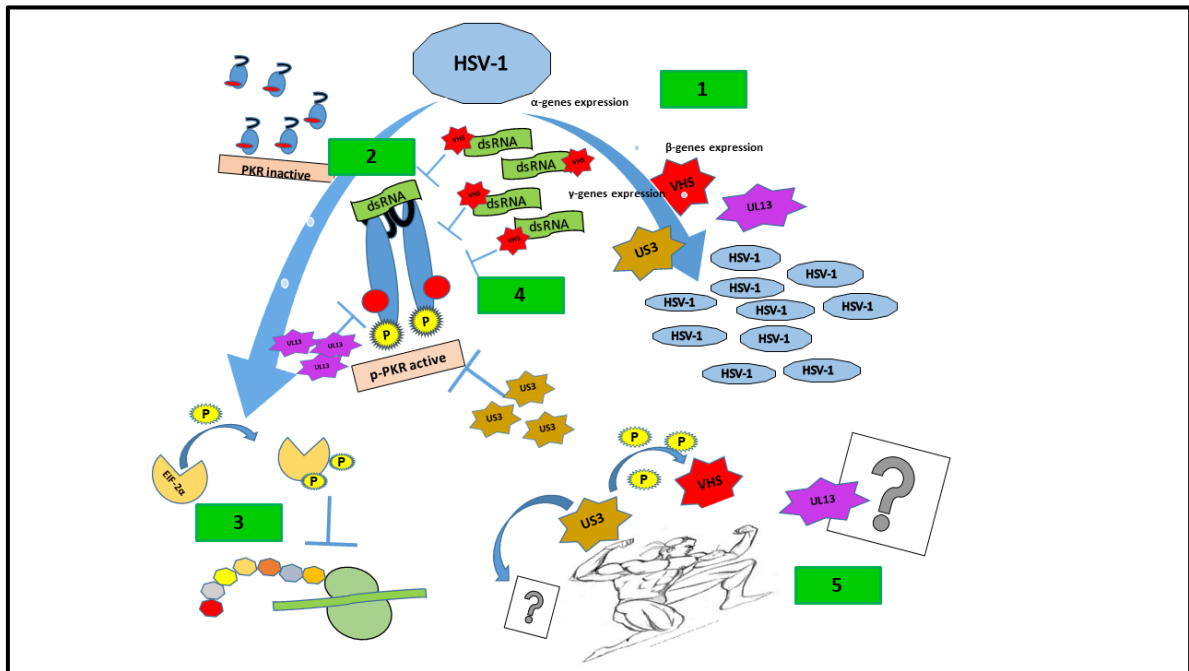 HSV-1
α-genes expression
1
β-genes expression
VHS
γ-genes expression
UL13
US3
HSV-1
HSV-1
HSV-1
HSV-1
HSV-1
HSV-1
HSV-1
HSV-1
HSV-1
HSV-1
PKR inactive
2
VHS
dsRNA
dsRNA
VHS
VHS
dsRNA
VHS
dsRNA
dsRNA
4
P
P
UL13
UL13
UL13
p-PKR active
US3
US3
US3
P
EIF-2α
P
P
3
P
P
P
VHS
US3
UL13
?
?
5